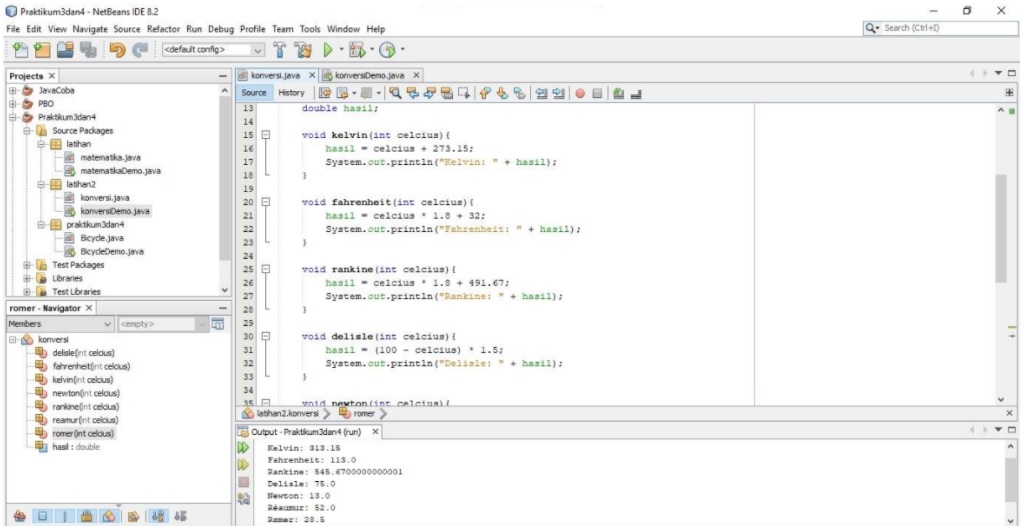 Praktikum3dan4 - NetBeans IDE 8.2
File Edit View Navigate Source Refactor Run Debug Profile Team Tools Window Help
Search (Ctrl+I)
<default config>
Projects
JavaCoba
PBO
Praktikum3dan4
Source Packages
latihan
matematika.java
matematikaDemo.java
latihan2
konversi.java
konversiDemo.java
praktikum3dan4
Bicycle.java
BicycleDemo.java
Test Packages
Libraries
Test Libraries
romer - Navigator
Members
<empty>
konversi
delisle(int celcius)
fahrenheit(int celcius)
kelvin(int celcius)
newton(int celcius)
rankine(int celcius)
reamur(int celcius)
romer(int celcius)
hasil : double
konversi.java konversiDemo.java
Source History
13 double hasil;
14
15 void kelvin(int celcius){
16 hasil = celcius + 273.15;
17 System.out.println("Kelvin: " + hasil);
18 }
19
20 void fahrenheit(int celcius){
21 hasil = celcius * 1.8 + 32;
22 System.out.println("Fahrenheit: " + hasil);
23 }
24
25 void rankine(int celcius){
26 hasil = celcius * 1.8 + 491.67;
27 System.out.println("Rankine: " + hasil);
28 }
29
30 void delisle(int celcius){
31 hasil = (100 - celcius) * 1.5;
32 System.out.println("Delisle: " + hasil);
33 }
34
35 void newton(int celcius){
latihan2.konversi romer
Output - Praktikum3dan4 (run)
Kelvin: 313.15
Fahrenheit: 113.0
Rankine: 545.6700000000001
Delisle: 75.0
Newton: 13.0
Réaumur: 52.0
Rømer: 28.5